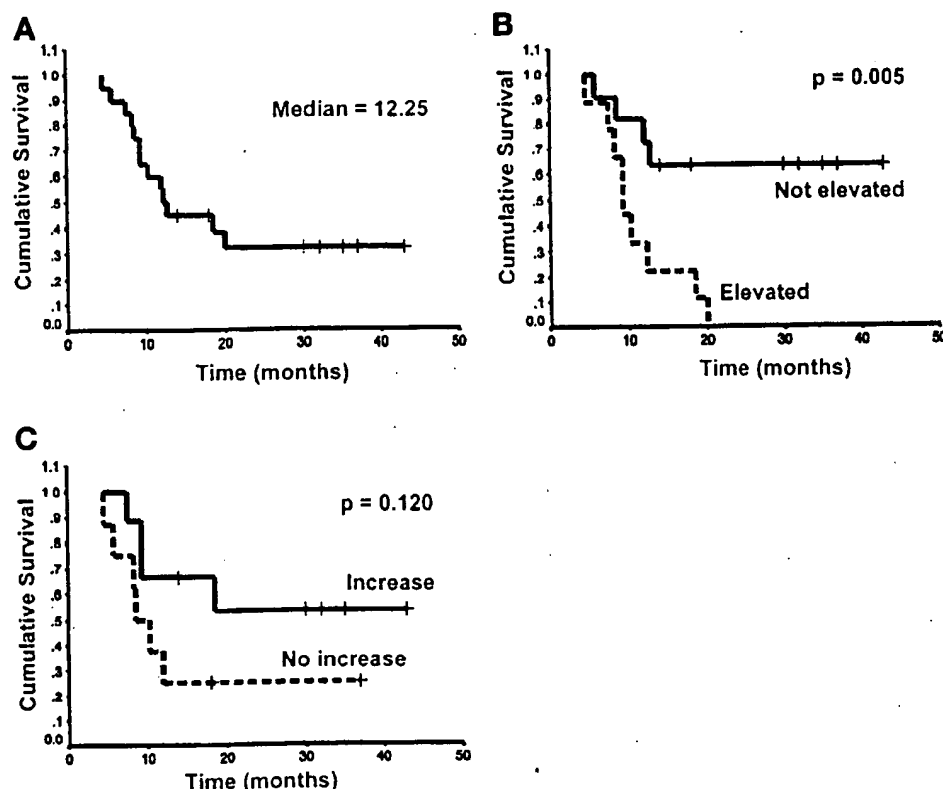 A
1.1
1.0
.9
.8
.7
.6
.5
.4
.3
.2
.1
0.0
Cumulative Survival
Median = 12.25
0 10 20 30 40 50
Time (months)
B
1.1
1.0
.9
.8
.7
.6
.5
.4
.3
.2
.1
0.0
Cumulative Survival
p = 0.005
Not elevated
Elevated
0 10 20 30 40 50
Time (months)
C
1.1
1.0
.9
.8
.7
.6
.5
.4
.3
.2
.1
0.0
Cumulative Survival
p = 0.120
Increase
No increase
0 10 20 30 40 50
Time (months)